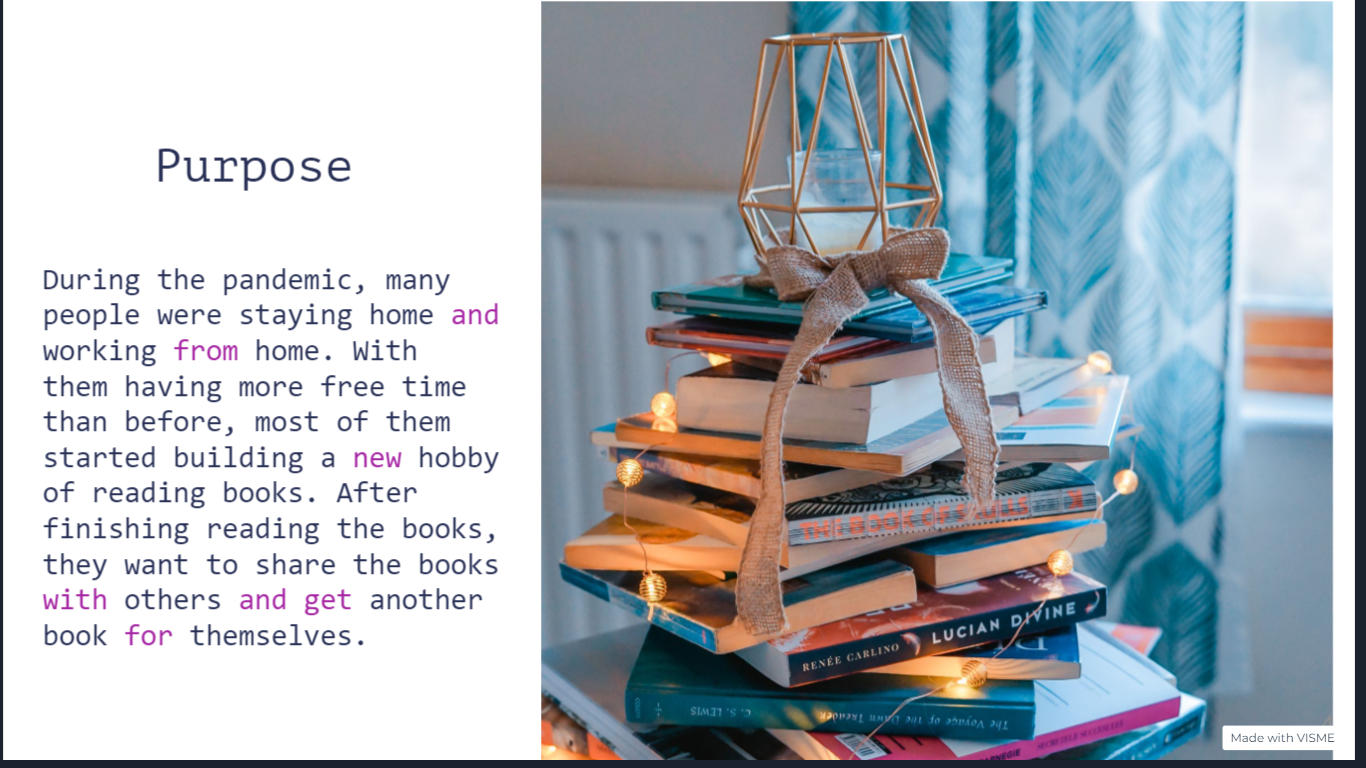 Purpose
During the pandemic, many
people were staying home and
working from home. With
them having more free time
than before, most of them
started building a new hobby
of reading books. After
finishing reading the books,
they want to share the books
with others and get another
book for themselves.
THE BOOK OF
LUCIAN DIVINE
RENÉE CARLINO
C. S. LEWIS
The Voyage of the Dawn Treader
SECRETELE SUCCESULUI
CARNEGIE
Made with VISME